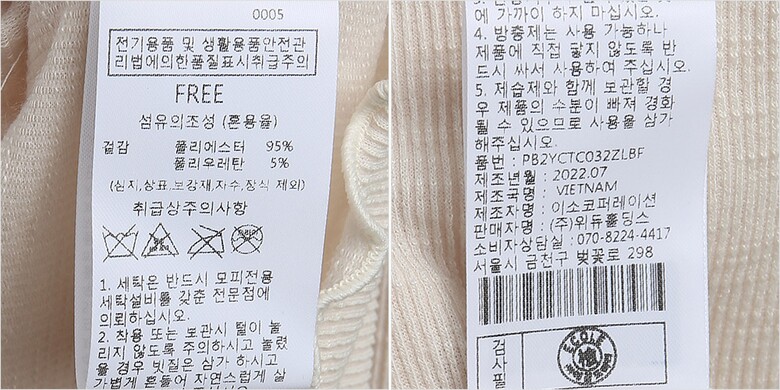 0005
전기용품 및 생활용품안전관
리법에의한품질표시취급주의
FREE
섬유의조성 (혼용율)
겉감 폴리에스터 95%
폴리우레탄 5%
(심지,상표,보강재,자수,장식 제외)
취급상주의사항
1. 세탁은 반드시 모피전용
세탁설비를 갖춘 전문점에
의뢰하십시오.
2. 착용 또는 보관시 털이 눌
리지 않도록 주의하시고 눌렸
을 경우 빗질은 삼가 하시고
가볍게 흔들어 자연스럽게 살
에 가까이 하지 마십시오.
4. 방충제는 사용 가능하나
제품에 직접 닿지 않도록 반
드시 싸서 사용하여 주십시오.
5. 제습제와 함께 보관할 경
우 제품의 수분이 빠져 경화
될 수 있으므로 사용을 삼가
해주십시오.
품번 : PB2YCTC032ZLBF
제조년월 : 2022.07
제조국명 : VIETNAM
제조자명 : 이소코퍼레이션
판매자명 : (주)위듀홀딩스
소비자상담실 : 070-8224-4417
서울시 금천구 벚꽃로 298
검사필
ECOLE